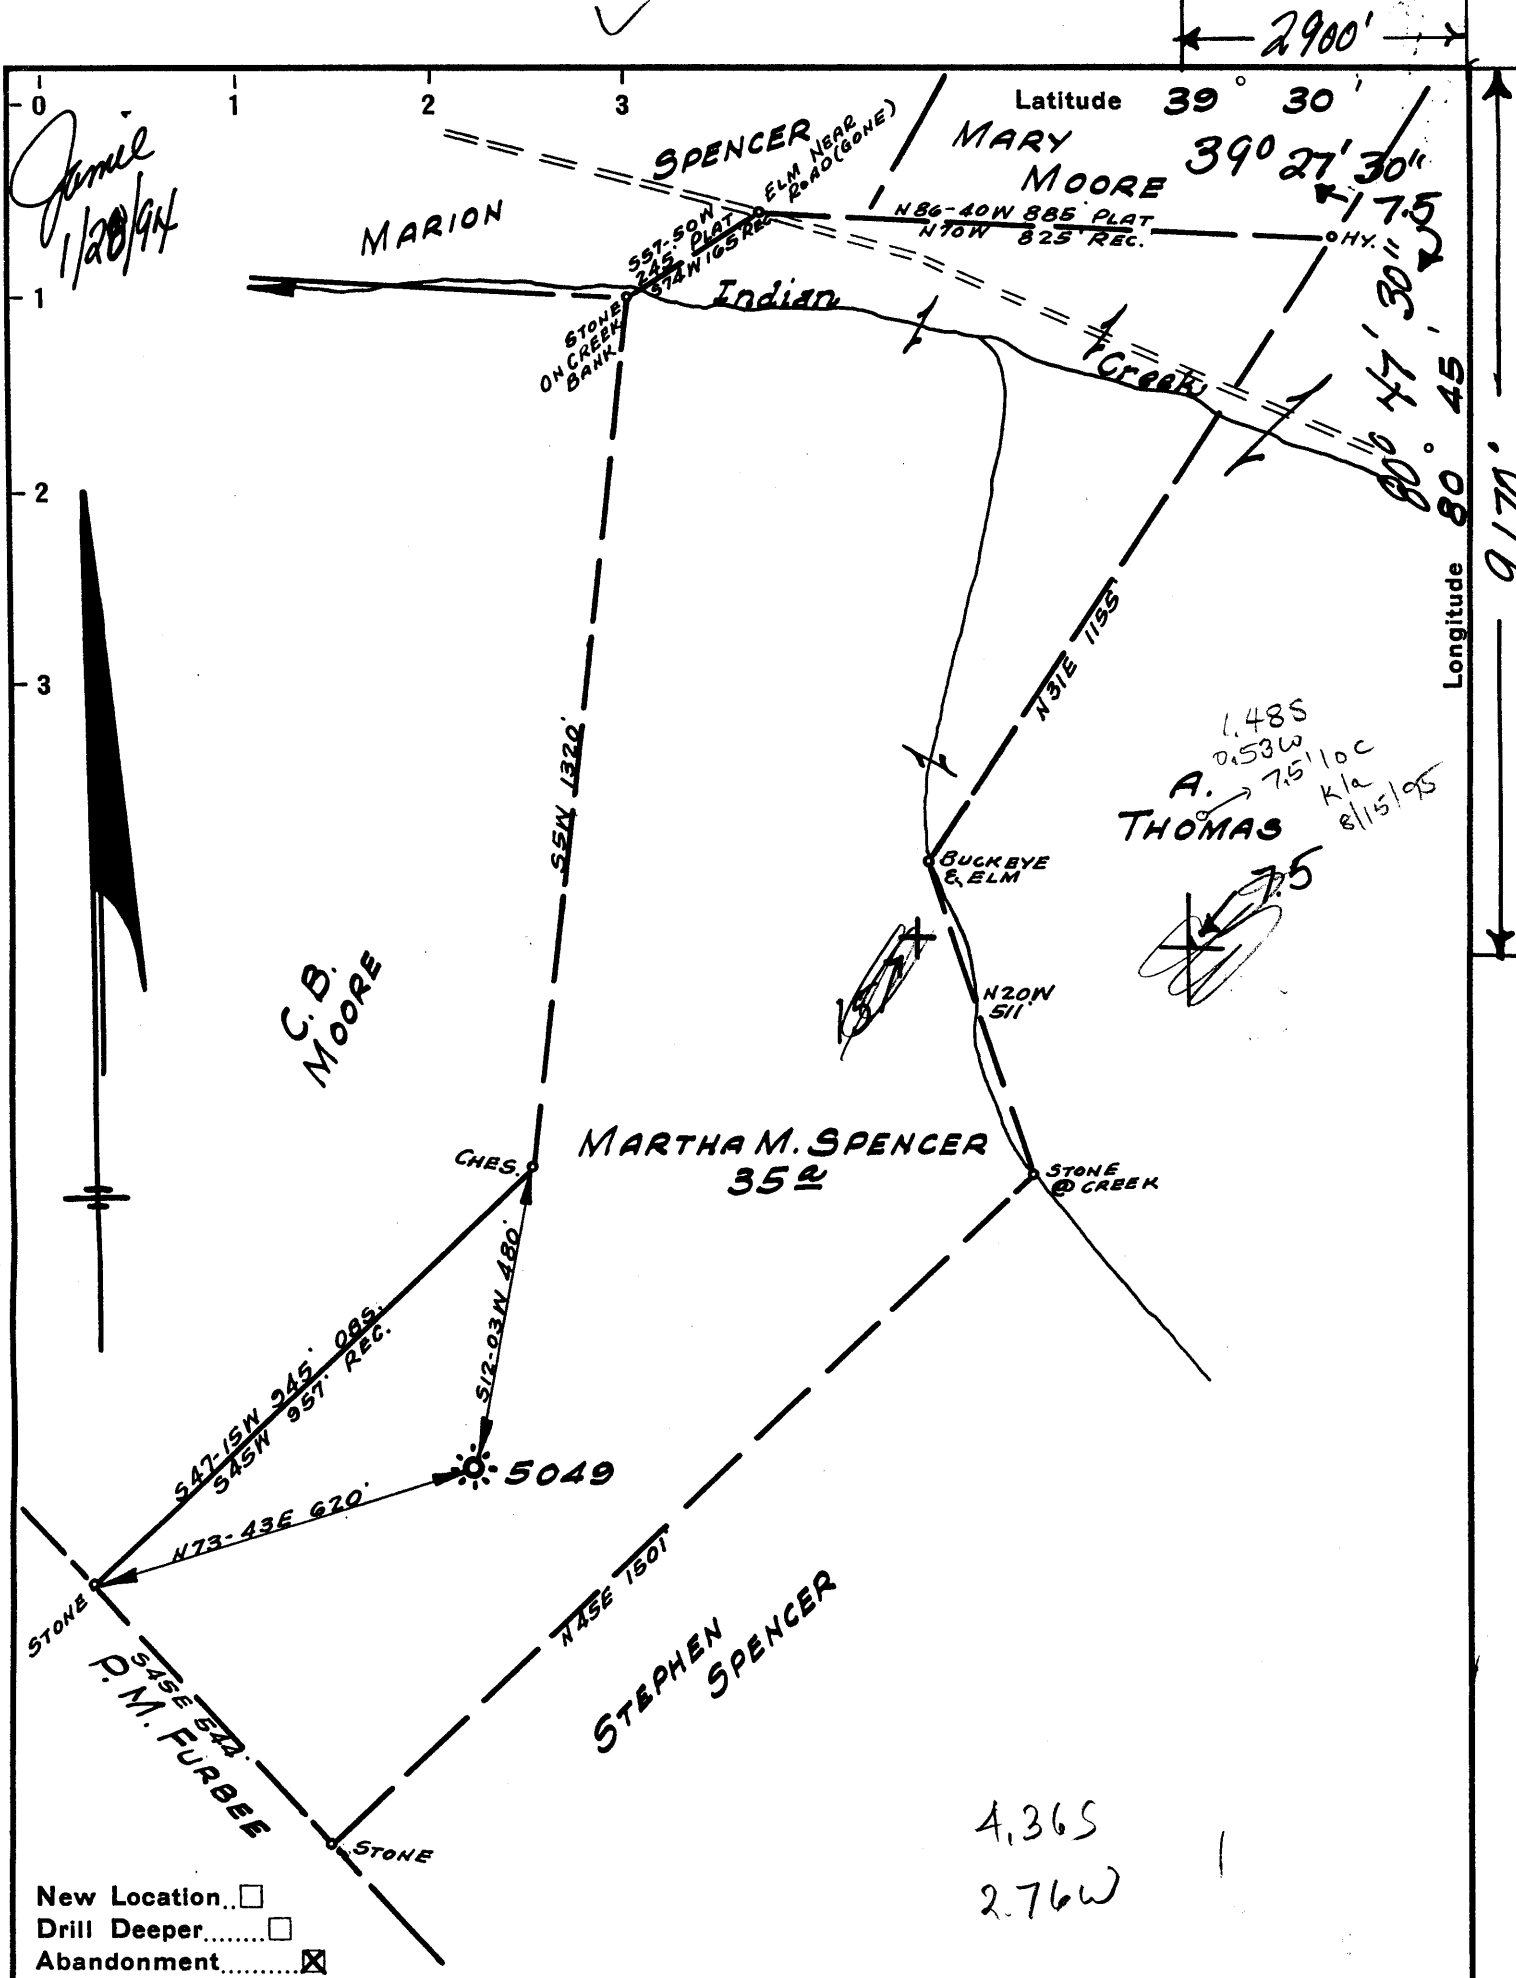 2900'
0 1 2 3
Latitude 39° 30'
39° 27' 30"
7.5
Jamie
1/28/94
MARION
SPENCER
ELM NEAR
ROAD (GONE)
MARY
MOORE
N86-40W 885' PLAT
N70W 825' REC.
HY.
S57-50W
245' PLAT
S74W 165 REC
1
STONE
ON CREEK
BANK
Indian
Creek
80° 47' 30"
Longitude 80° 45'
2
3
S5W 1320'
N31E 1155
1.48S
0.53W
7.5' loc
k/a
8/15/95
A.
THOMAS
BUCKEYE
& ELM
7.5
15'
N20W
511'
C.B.
MOORE
CHES.
MARTHA M. SPENCER
35 a
STONE
@ CREEK
S12-03W 480'
S47-15W 945' OBS.
S45W 957' REC.
5049
N73-43E 620'
STONE
N45E 1501'
S45E 544'
P. M. FURBEE
STEPHEN
SPENCER
STONE
4.36S
2.76W
New Location..☐
Drill Deeper........☐
Abandonment..........☒